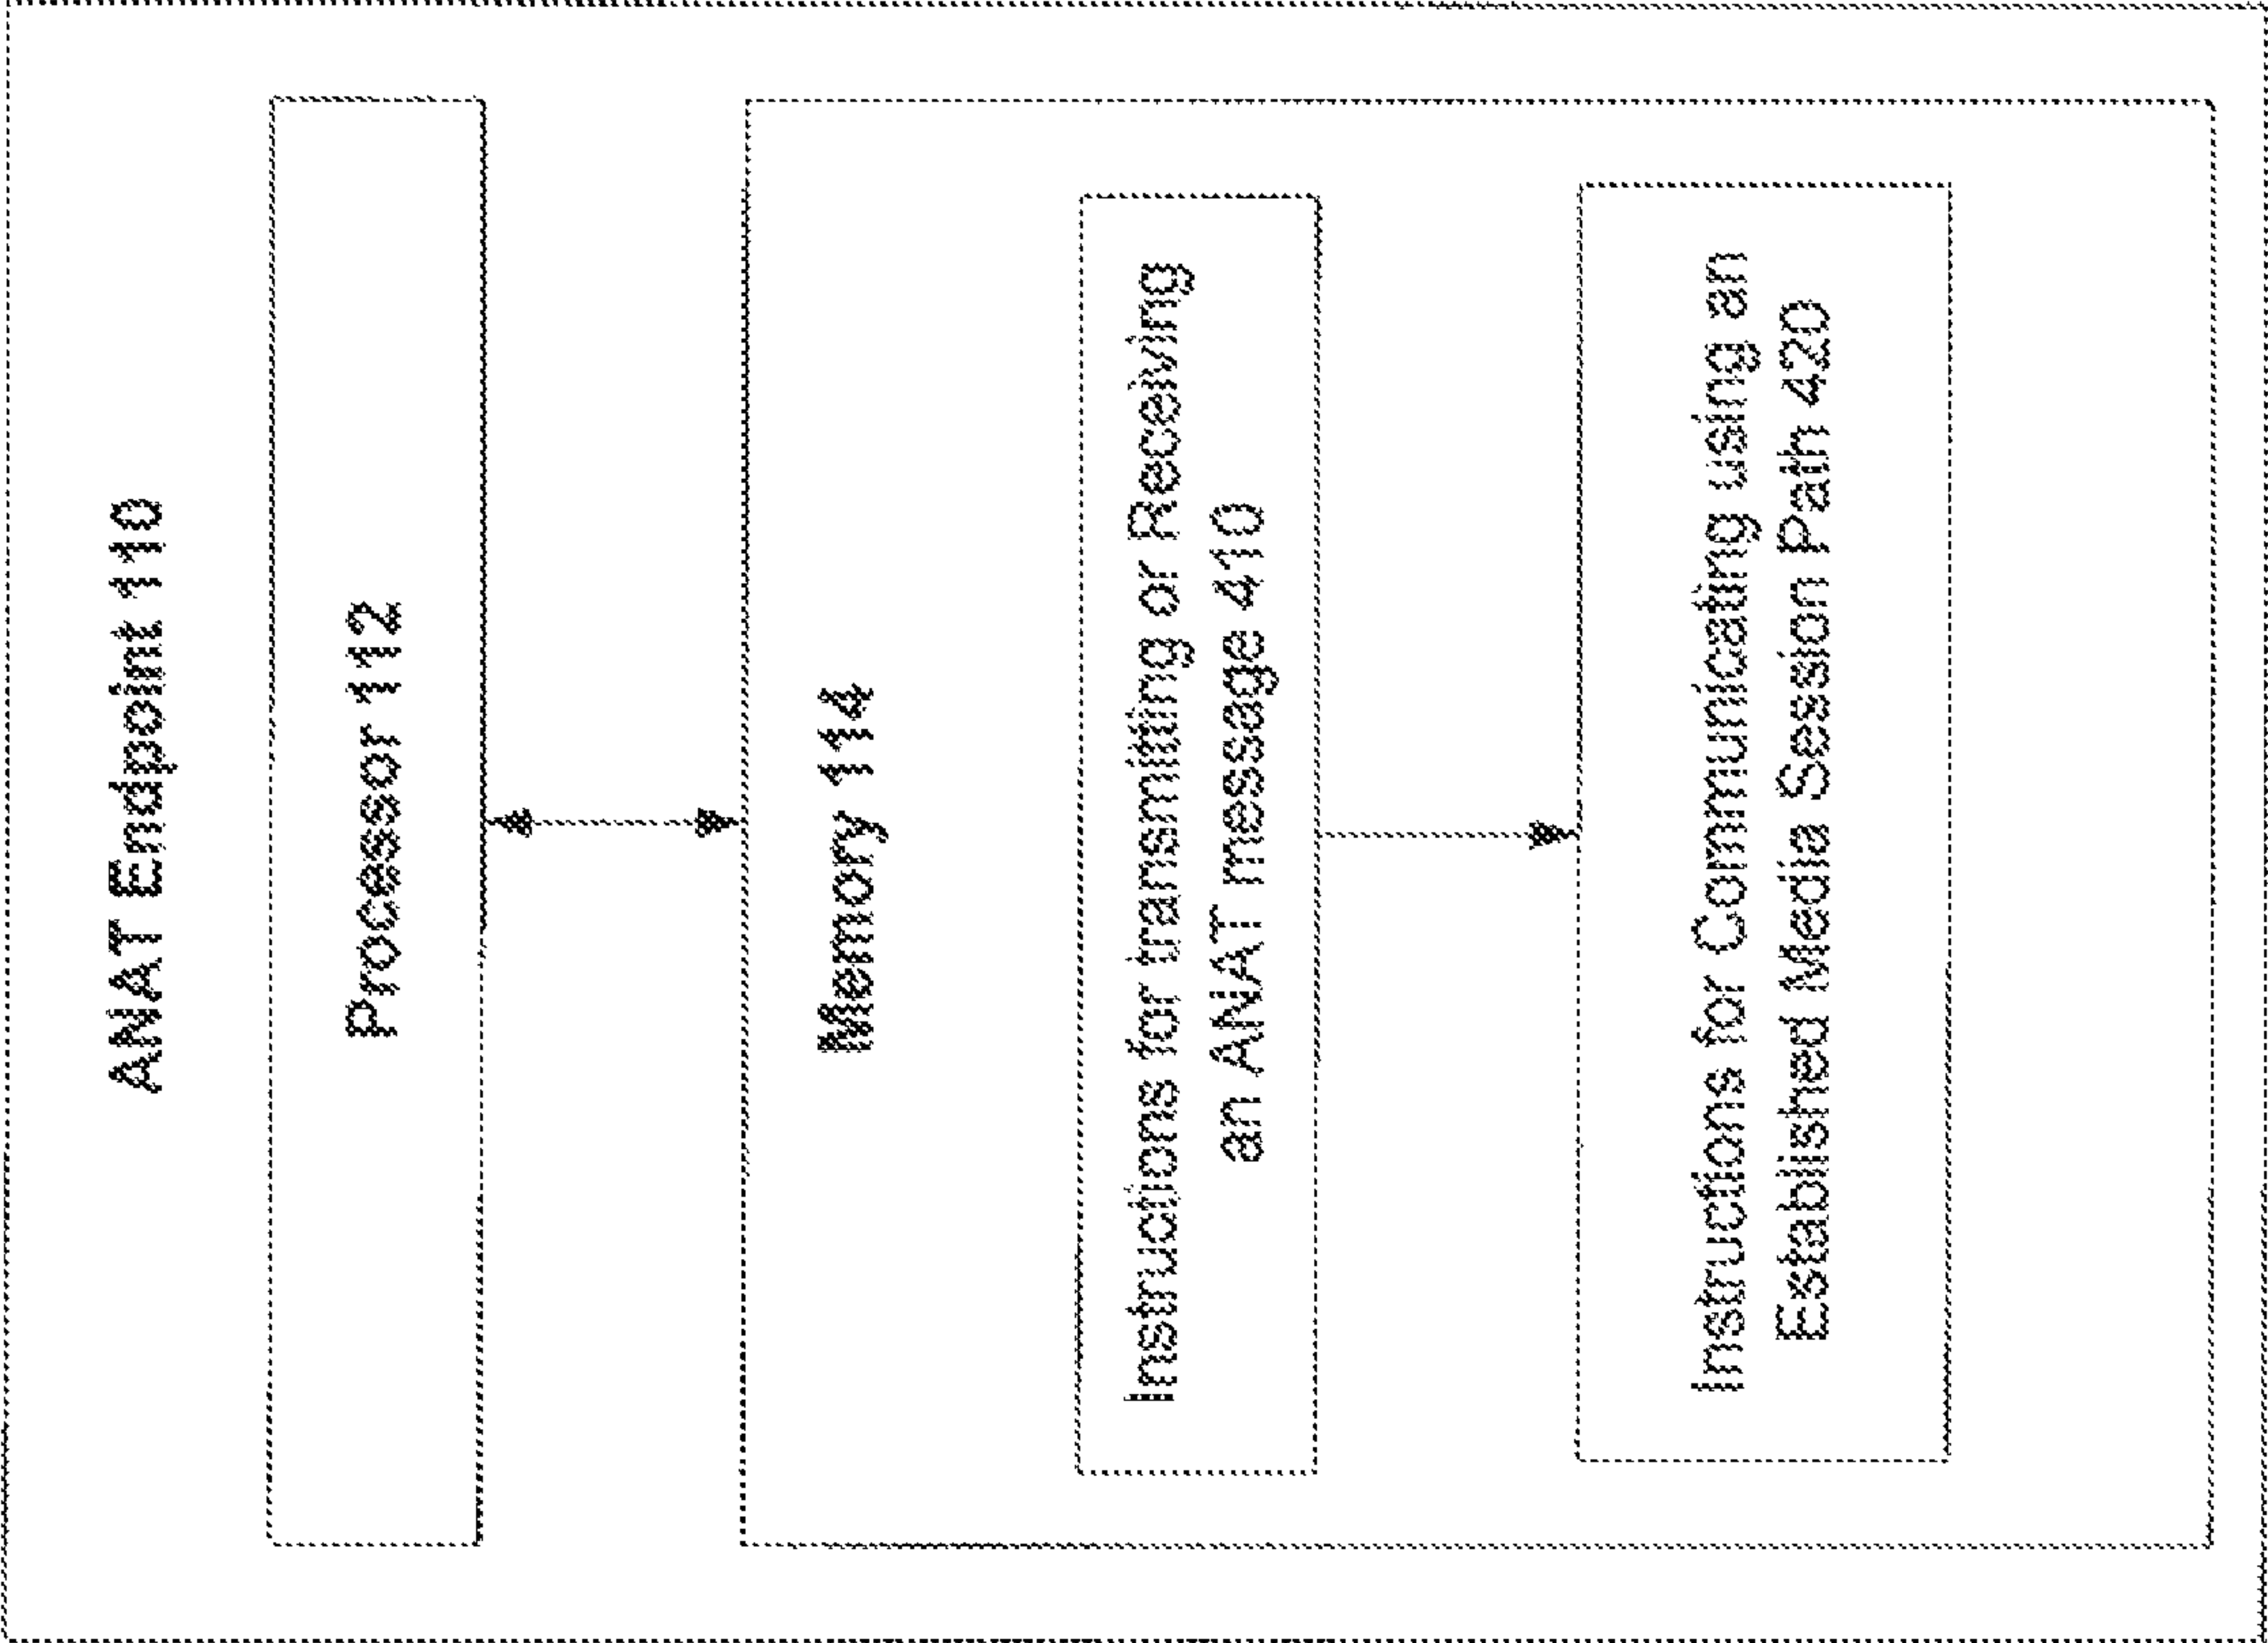 ANAT Endpoint 110
Processor 112
Memory 114
Instructions for transmitting or Receiving
an ANAT message 410
Instructions for Communicating using an
Established Media Session Path 420